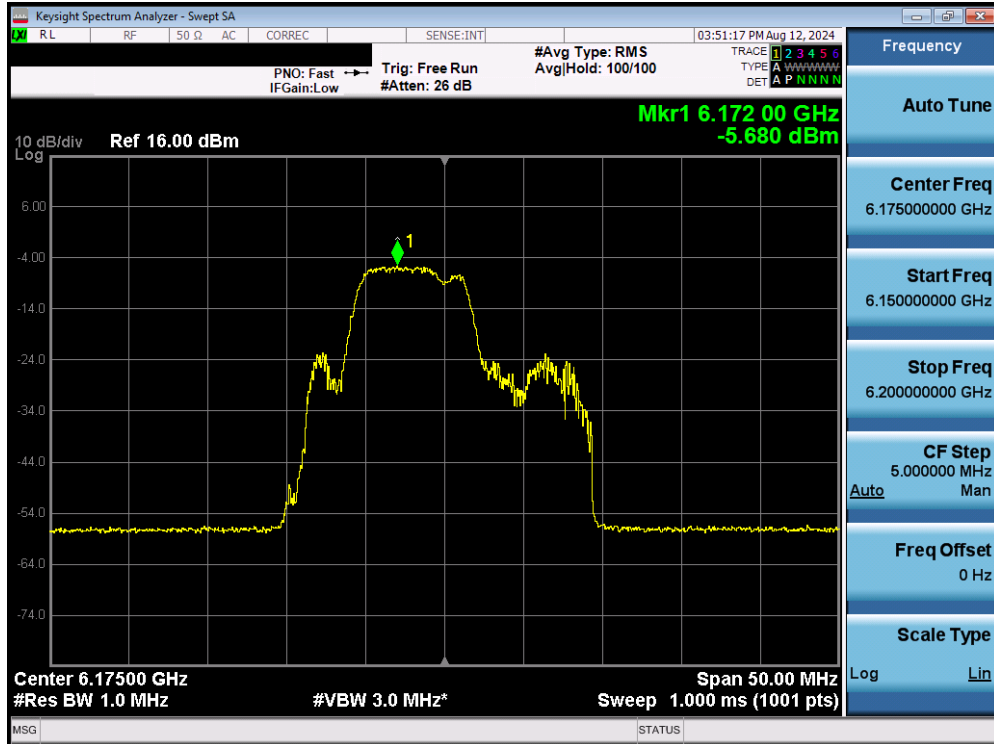 Keysight Spectrum Analyzer - Swept SA
LXI RL RF 50 Ω AC CORREC SENSE:INT 03:51:17 PM Aug 12, 2024
PNO: Fast
IFGain:Low
Trig: Free Run
#Atten: 26 dB
#Avg Type: RMS
Avg|Hold: 100/100
TRACE 1 2 3 4 5 6
TYPE A WWWWW
DET A P N N N N
Mkr1 6.172 00 GHz
-5.680 dBm
10 dB/div Ref 16.00 dBm
Log
6.00
-4.00
-14.0
-24.0
-34.0
-44.0
-54.0
-64.0
-74.0
1
Center 6.17500 GHz Span 50.00 MHz
#Res BW 1.0 MHz #VBW 3.0 MHz* Sweep 1.000 ms (1001 pts)
MSG STATUS
Frequency
Auto Tune
Center Freq
6.175000000 GHz
Start Freq
6.150000000 GHz
Stop Freq
6.200000000 GHz
CF Step
5.000000 MHz
Auto Man
Freq Offset
0 Hz
Scale Type
Log Lin